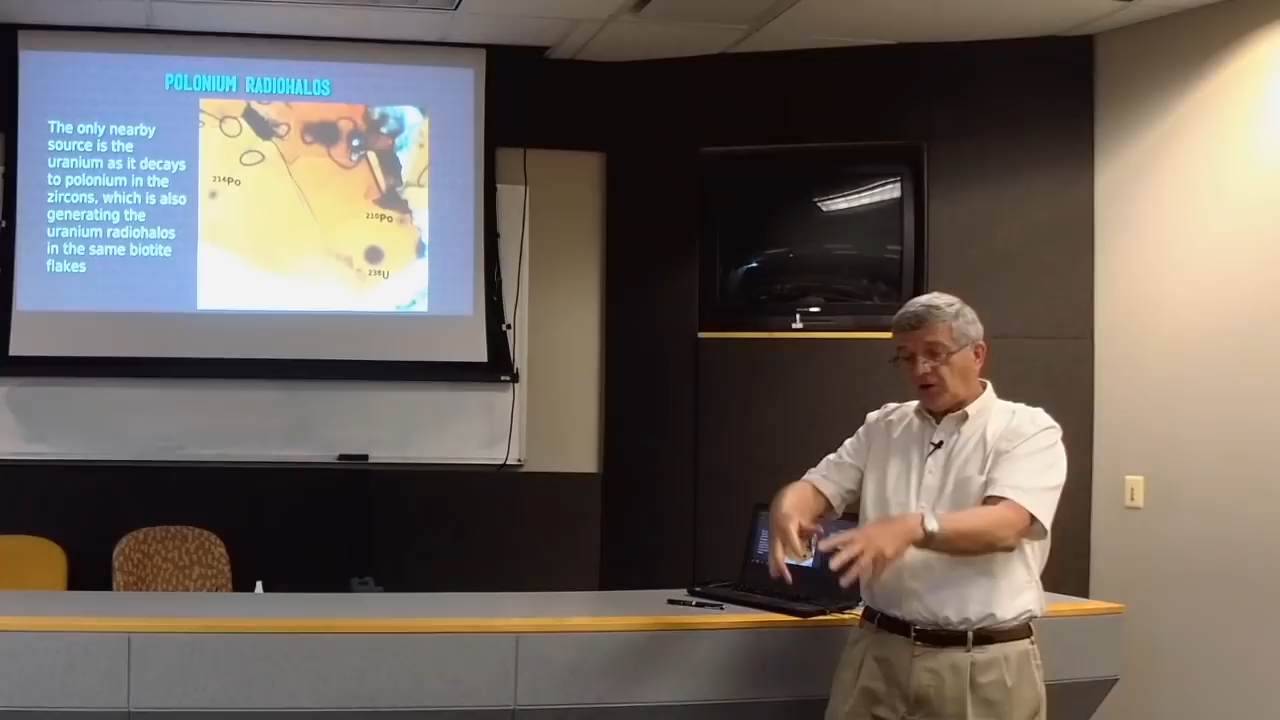 POLONIUM RADIOHALOS
The only nearby
source is the
uranium as it decays
to polonium in the
zircons, which is also
generating the
uranium radiohalos
in the same biotite
flakes
²¹⁴Po
²¹⁰Po
²³⁸U